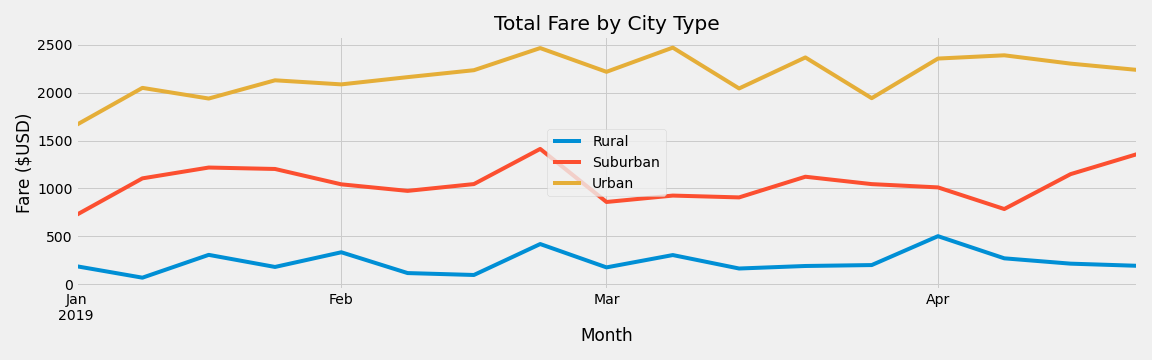 Total Fare by City Type
Fare ($USD)
2500
2000
1500
1000
500
0
Rural
Suburban
Urban
Jan
2019
Feb
Mar
Apr
Month